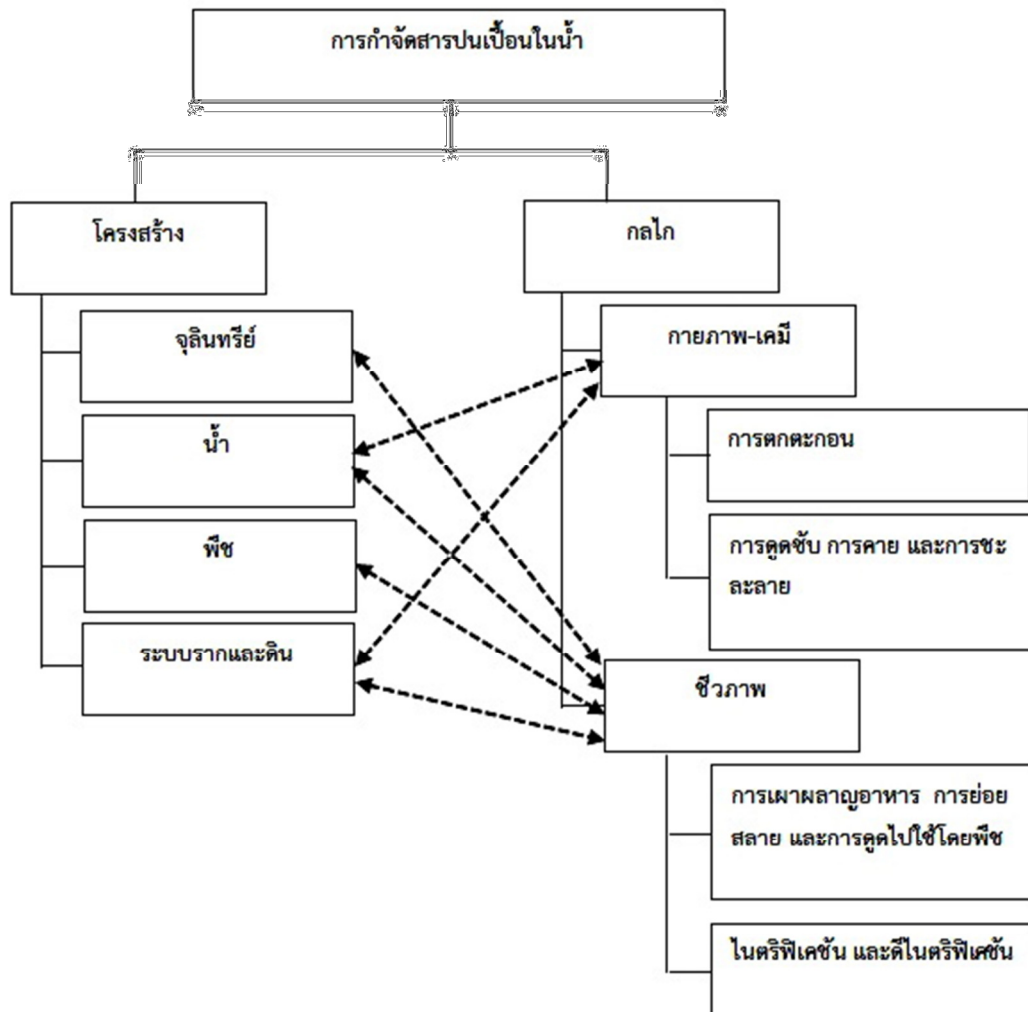 การกำจัดสารปนเปื้อนในน้ำ
โครงสร้าง
กลไก
จุลินทรีย์
น้ำ
พืช
ระบบรากและดิน
กายภาพ-เคมี
การตกตะกอน
การดูดซับ การคาย และการชะ
ละลาย
ชีวภาพ
การเผาผลาญอาหาร การย่อย
สลาย และการดูดไปใช้โดยพืช
ไนตริฟิเคชัน และดีไนตริฟิเคชัน